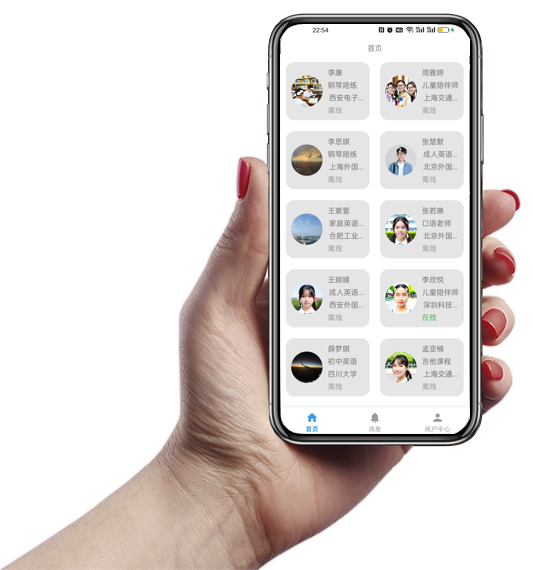 22:54
首页
李康
钢琴陪练
西安电子...
离线
周雅婷
儿童陪伴师
上海交通...
离线
李思琪
钢琴陪练
上海外国...
离线
张楚默
成人英语...
北京外国...
离线
王紫萱
家庭英语...
合肥工业...
离线
张若琳
口语老师
北京外国...
离线
王婉晴
成人英语...
西安外国...
离线
李欣悦
儿童陪伴师
深圳科技...
在线
薛梦琪
初中英语
四川大学
离线
孟亚楠
吉他课程
上海交通...
离线
首页
消息
用户中心